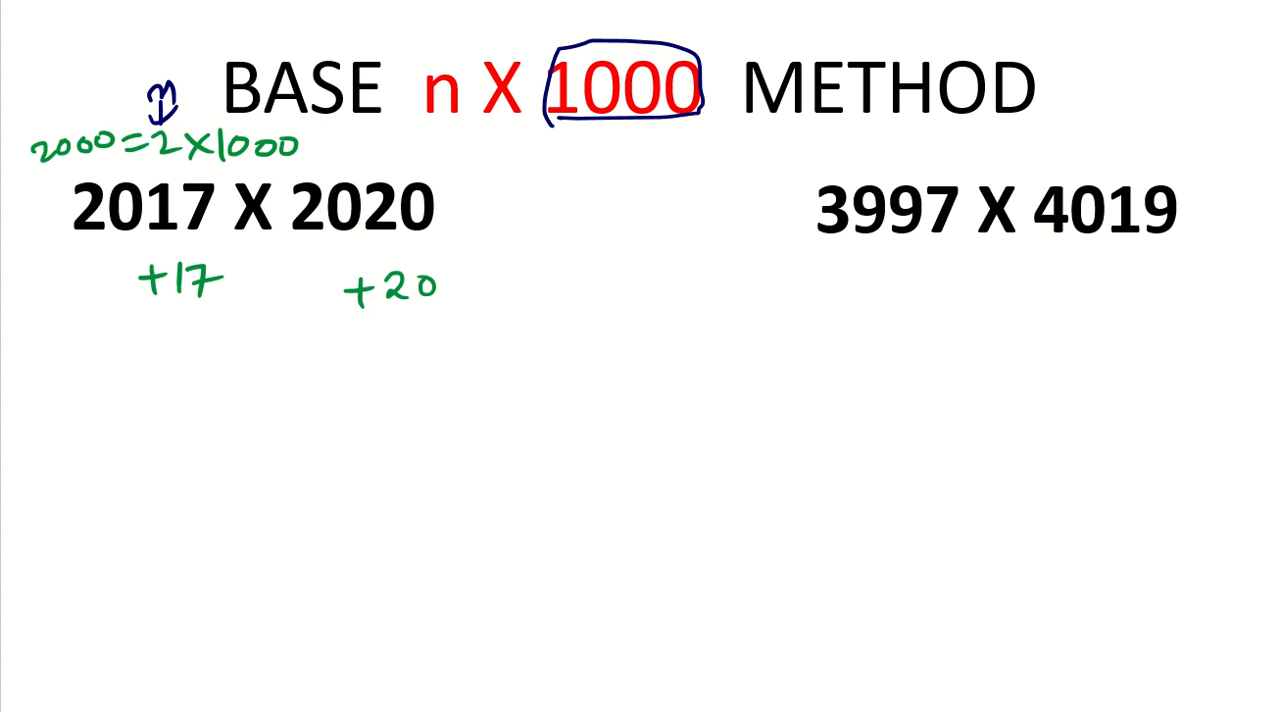 BASE n X 1000 METHOD
n
2000=2X1000
2017 X 2020 3997 X 4019
+17 +20